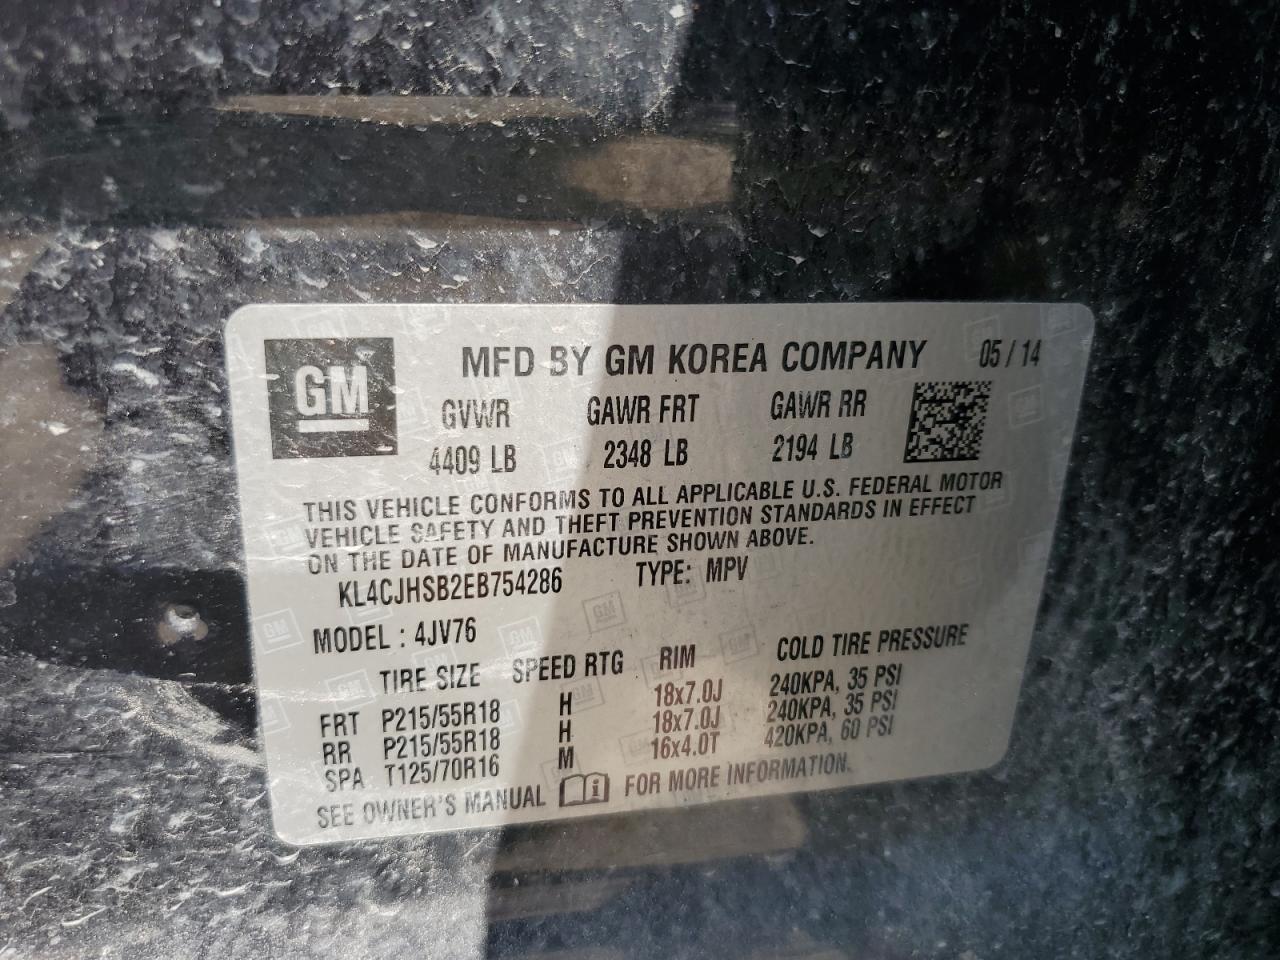 GM
MFD BY GM KOREA COMPANY 05 / 14
GVWR GAWR FRT GAWR RR
4409 LB 2348 LB 2194 LB
THIS VEHICLE CONFORMS TO ALL APPLICABLE U.S. FEDERAL MOTOR
VEHICLE SAFETY AND THEFT PREVENTION STANDARDS IN EFFECT
ON THE DATE OF MANUFACTURE SHOWN ABOVE.
KL4CJHSB2EB754286 TYPE: MPV
MODEL : 4JV76
TIRE SIZE SPEED RTG RIM COLD TIRE PRESSURE
FRT P215/55R18 H 18x7.0J 240KPA, 35 PSI
RR P215/55R18 H 18x7.0J 240KPA, 35 PSI
SPA T125/70R16 M 16x4.0T 420KPA, 60 PSI
SEE OWNER'S MANUAL i FOR MORE INFORMATION.